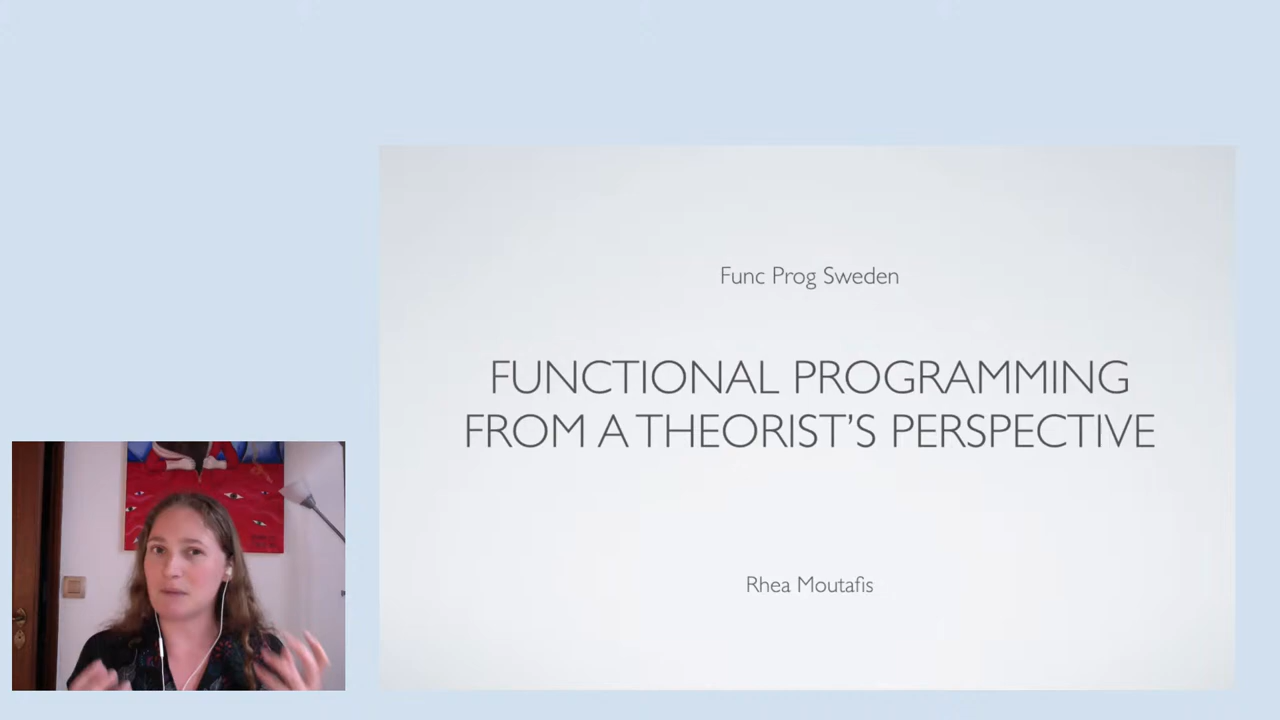 Func Prog Sweden
FUNCTIONAL PROGRAMMING
FROM A THEORIST'S PERSPECTIVE
Rhea Moutafis